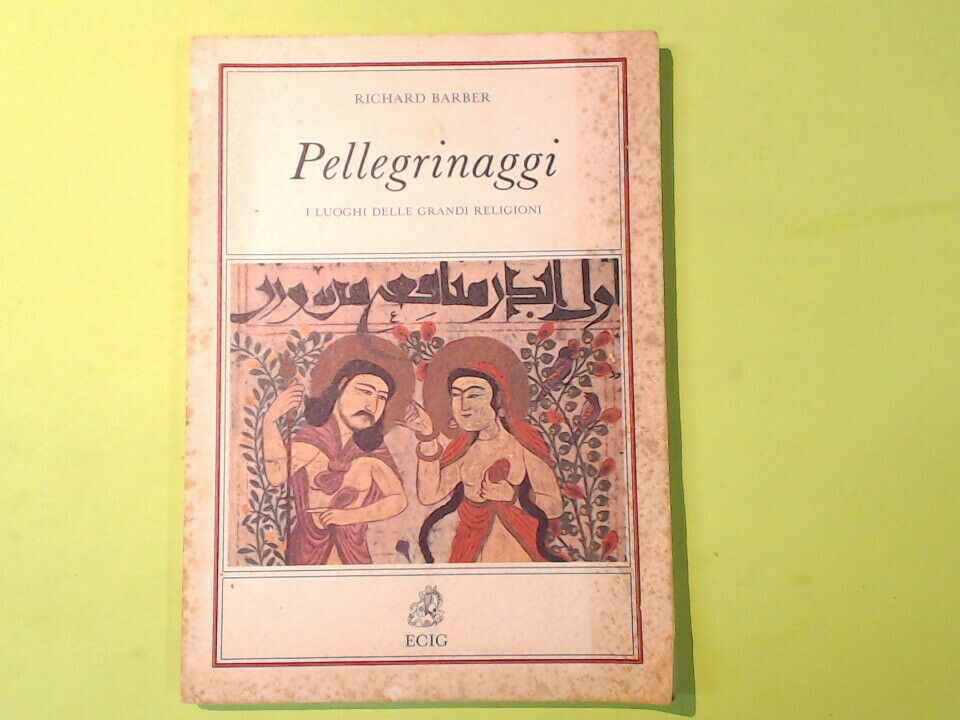 RICHARD BARBER
Pellegrinaggi
I LUOGHI DELLE GRANDI RELIGIONI
ECIG